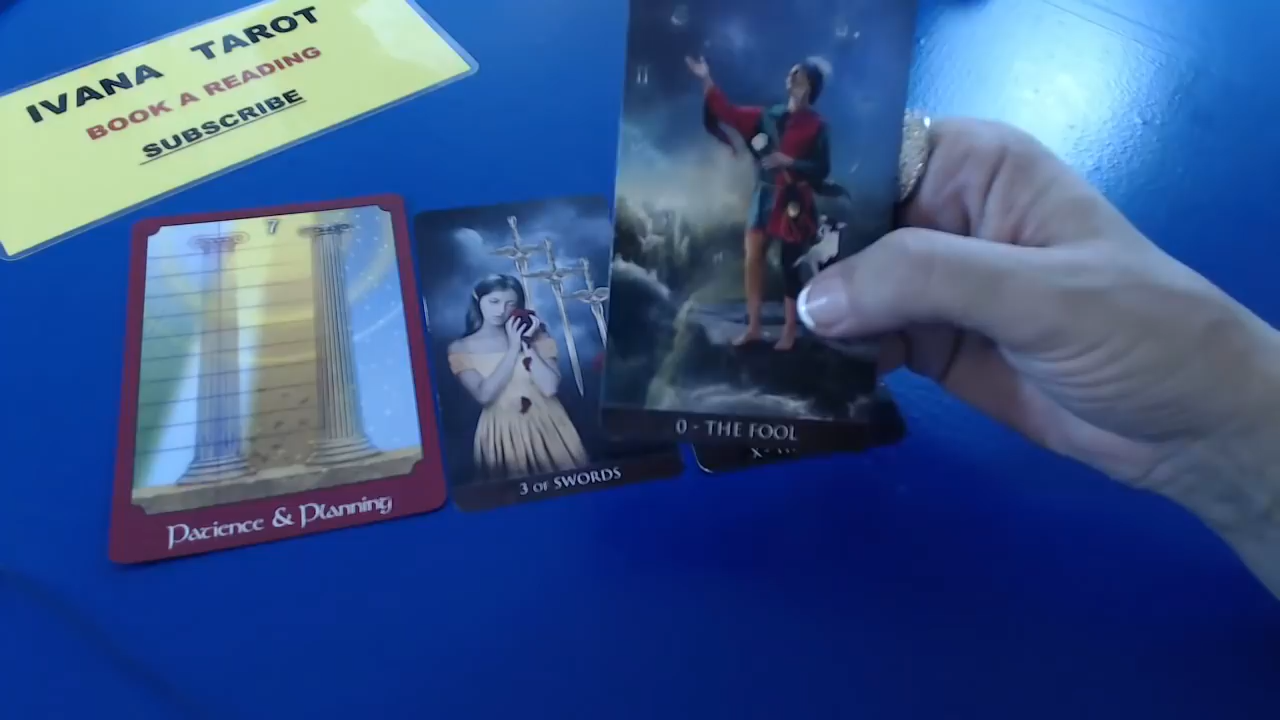 IVANA TAROT
BOOK A READING
SUBSCRIBE
7
Patience & Planning
3 OF SWORDS
0 - THE FOOL